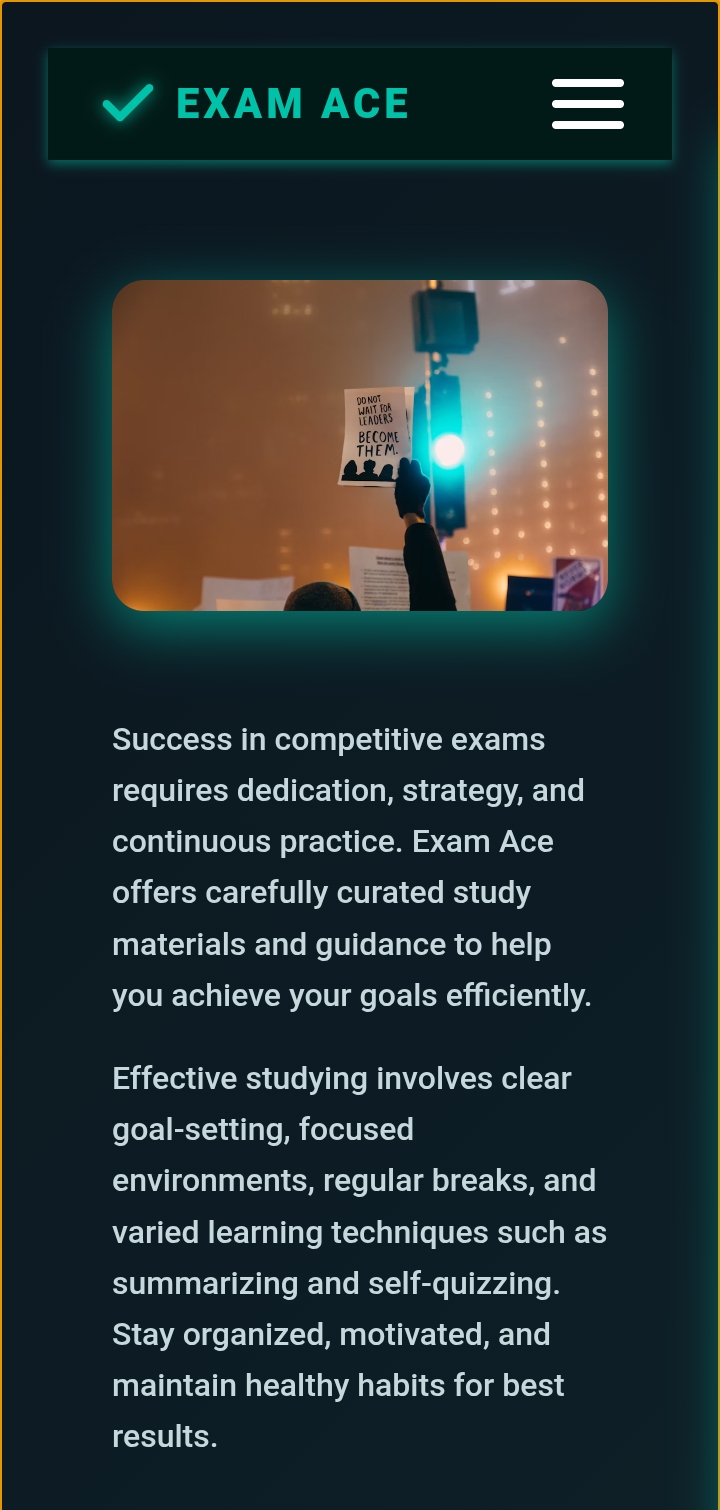 EXAM ACE
DO NOT
WAIT FOR
LEADERS
BECOME
THEM.
Success in competitive exams
requires dedication, strategy, and
continuous practice. Exam Ace
offers carefully curated study
materials and guidance to help
you achieve your goals efficiently.
Effective studying involves clear
goal-setting, focused
environments, regular breaks, and
varied learning techniques such as
summarizing and self-quizzing.
Stay organized, motivated, and
maintain healthy habits for best
results.